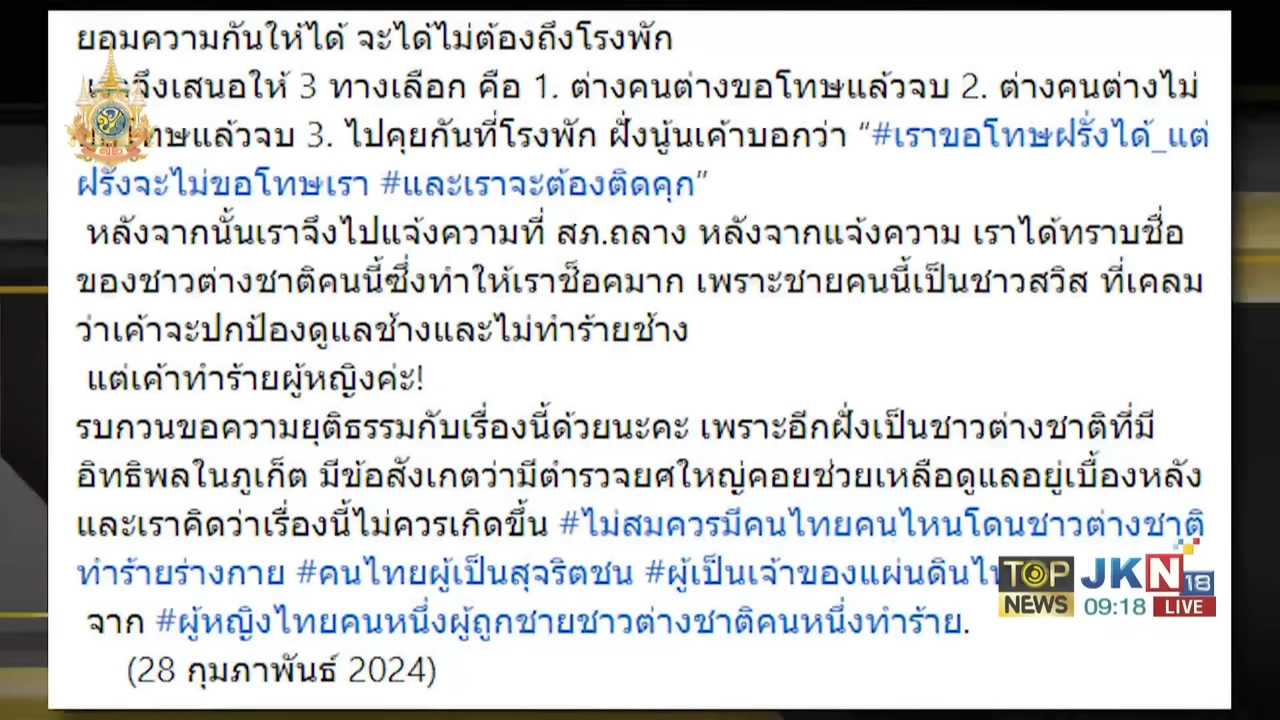 ยอมความกันให้ได้ จะได้ไม่ต้องถึงโรงพัก
เราจึงเสนอให้ 3 ทางเลือก คือ 1. ต่างคนต่างขอโทษแล้วจบ 2. ต่างคนต่างไม่
ขอโทษแล้วจบ 3. ไปคุยกันที่โรงพัก ฝั่งนู้นเค้าบอกว่า “#เราขอโทษฝรั่งได้_แต่
ฝรั่งจะไม่ขอโทษเรา #และเราจะต้องติดคุก”
หลังจากนั้นเราจึงไปแจ้งความที่ สภ.ถลาง หลังจากแจ้งความ เราได้ทราบชื่อ
ของชาวต่างชาติคนนี้ซึ่งทำให้เราช็อคมาก เพราะชายคนนี้เป็นชาวสวิส ที่เคลม
ว่าเค้าจะปกป้องดูแลช้างและไม่ทำร้ายช้าง
แต่เค้าทำร้ายผู้หญิงค่ะ!
รบกวนขอความยุติธรรมกับเรื่องนี้ด้วยนะคะ เพราะอีกฝั่งเป็นชาวต่างชาติที่มี
อิทธิพลในภูเก็ต มีข้อสังเกตว่ามีตำรวจยศใหญ่คอยช่วยเหลือดูแลอยู่เบื้องหลัง
และเราคิดว่าเรื่องนี้ไม่ควรเกิดขึ้น #ไม่สมควรมีคนไทยคนไหนโดนชาวต่างชาติ
ทำร้ายร่างกาย #คนไทยผู้เป็นสุจริตชน #ผู้เป็นเจ้าของแผ่นดิน
จาก #ผู้หญิงไทยคนหนึ่งผู้ถูกชายชาวต่างชาติคนหนึ่งทำร้าย.
(28 กุมภาพันธ์ 2024)
TOP NEWS
JKN18
09:18 LIVE